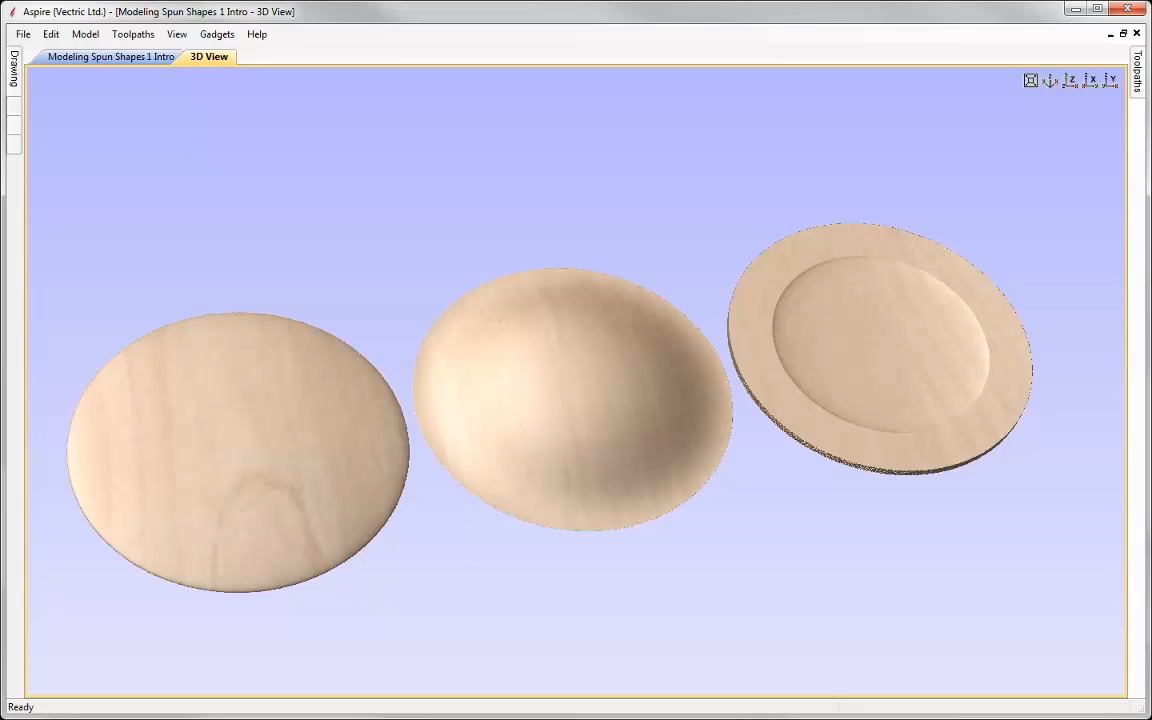 Aspire {Vectric Ltd.} - [Modeling Spun Shapes 1 Intro - 3D View]
File Edit Model Toolpaths View Gadgets Help
Modeling Spun Shapes 1 Intro 3D View
Drawing
Toolpaths
Z X Y
Ready